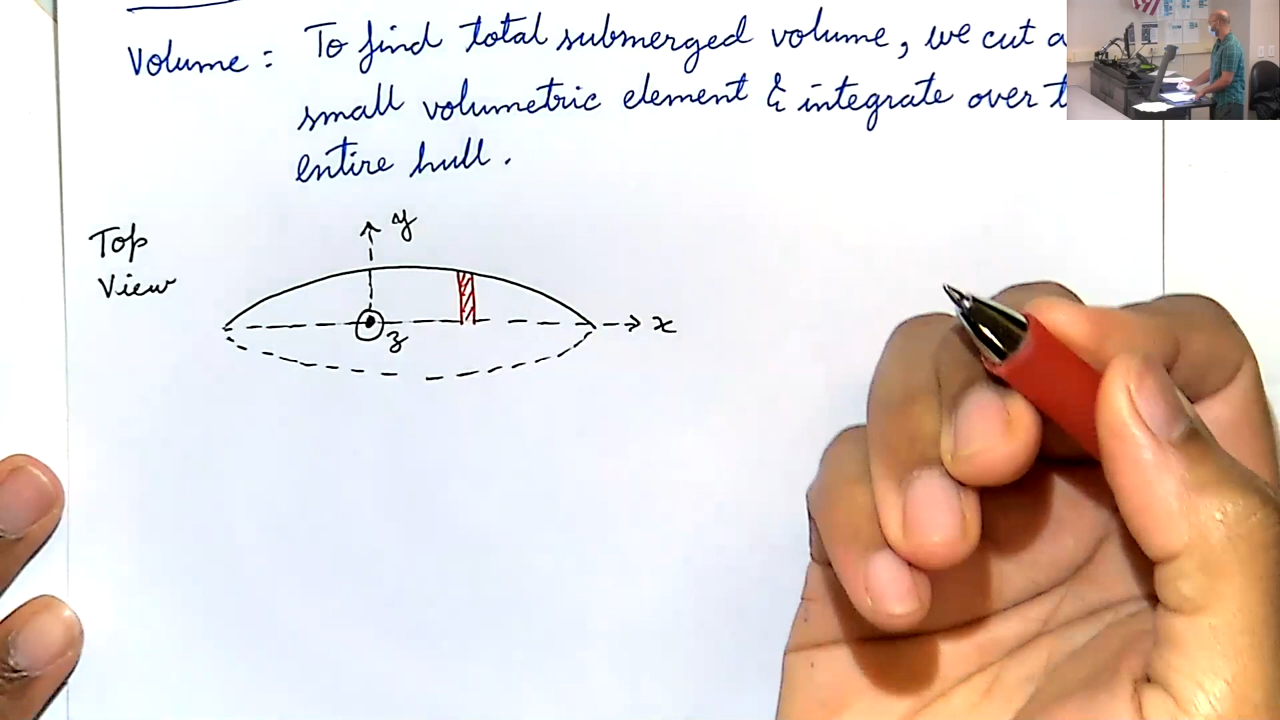 Volume: To find total submerged volume, we cut a
small volumetric element & integrate over t
entire hull.
Top
View
y
z
x